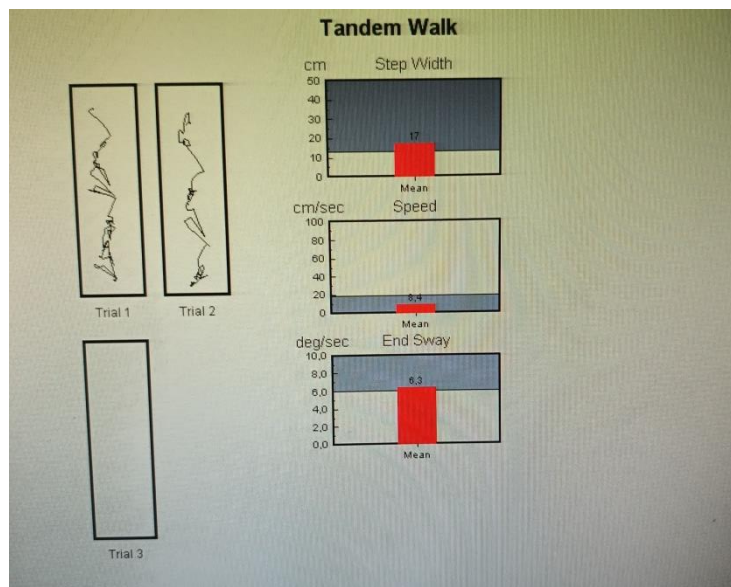 Tandem Walk
cm Step Width
50
40
30
20
10
0
17
Mean
cm/sec Speed
100
80
60
40
20
0
8,4
Mean
deg/sec End Sway
10,0
8,0
6,0
4,0
2,0
0,0
6,3
Mean
Trial 1
Trial 2
Trial 3